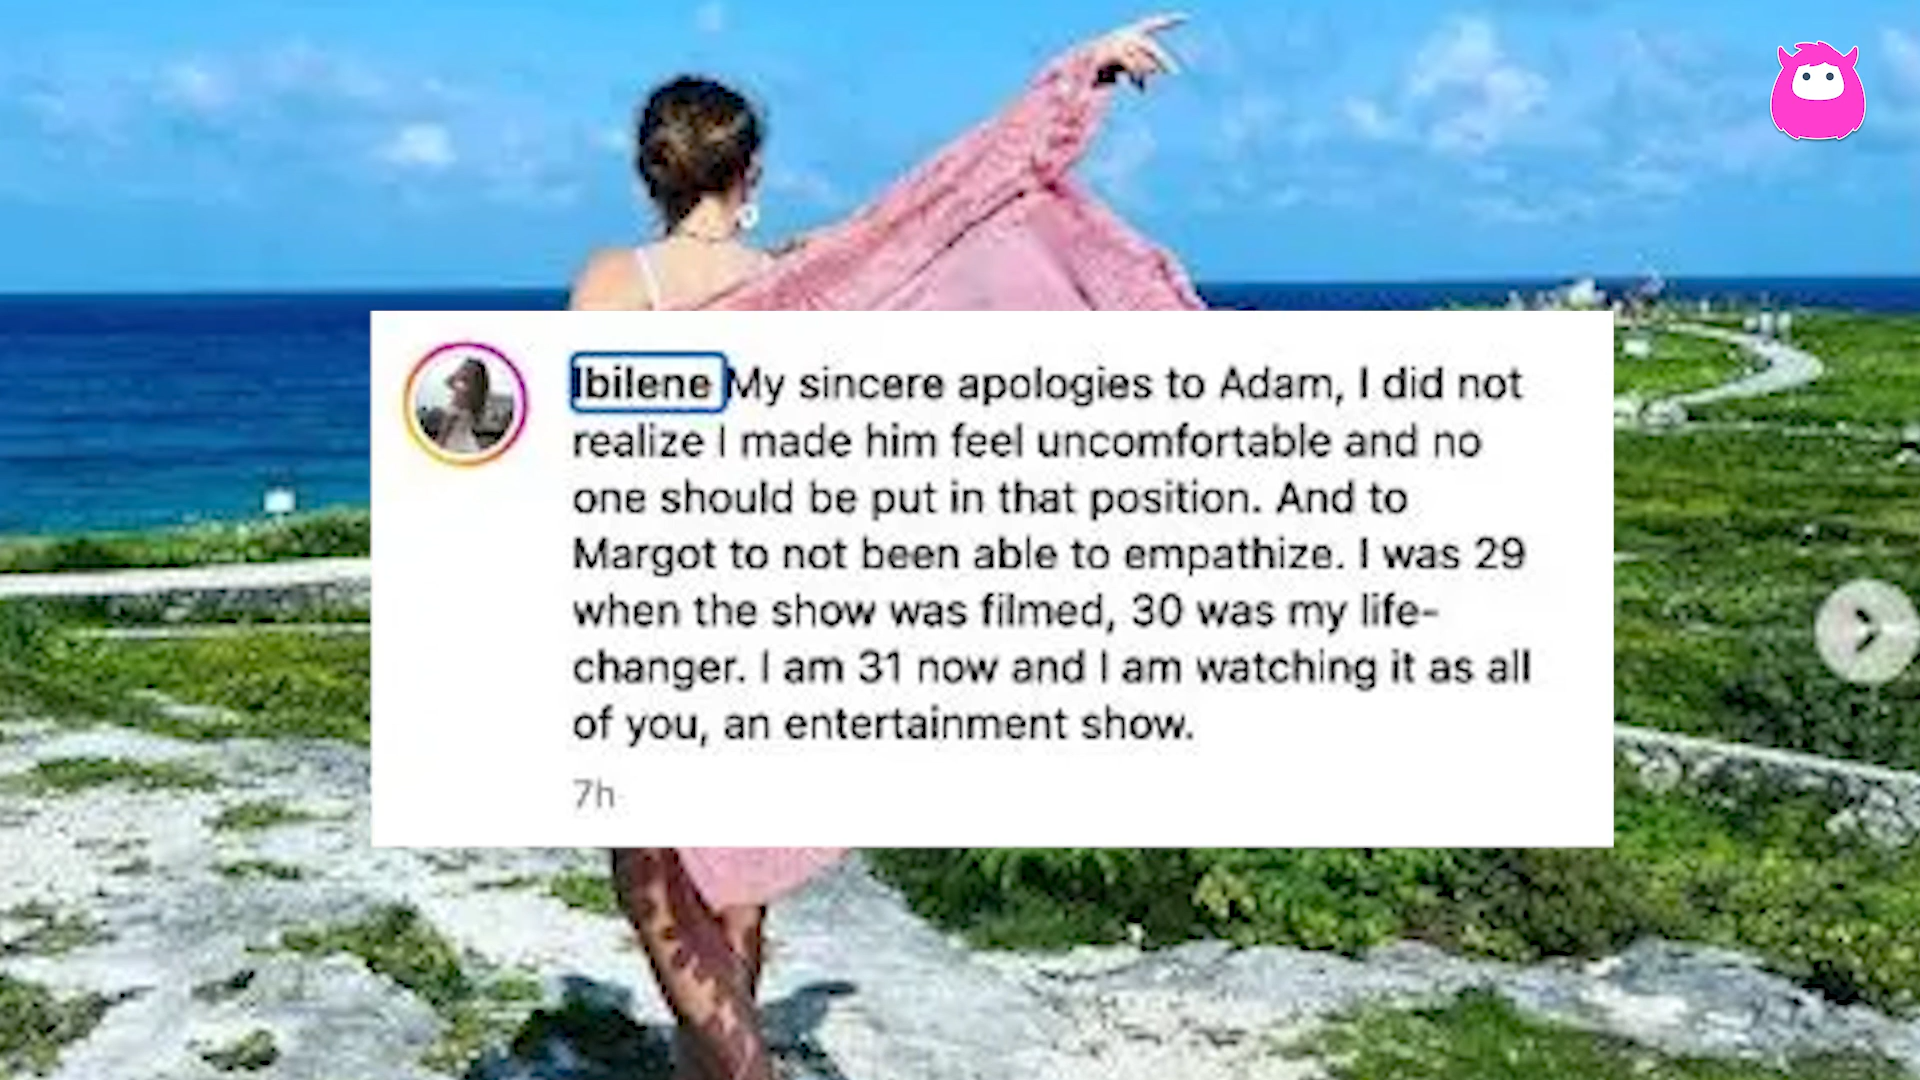 lbilene My sincere apologies to Adam, I did not
realize I made him feel uncomfortable and no
one should be put in that position. And to
Margot to not been able to empathize. I was 29
when the show was filmed, 30 was my life-
changer. I am 31 now and I am watching it as all
of you, an entertainment show.
7h